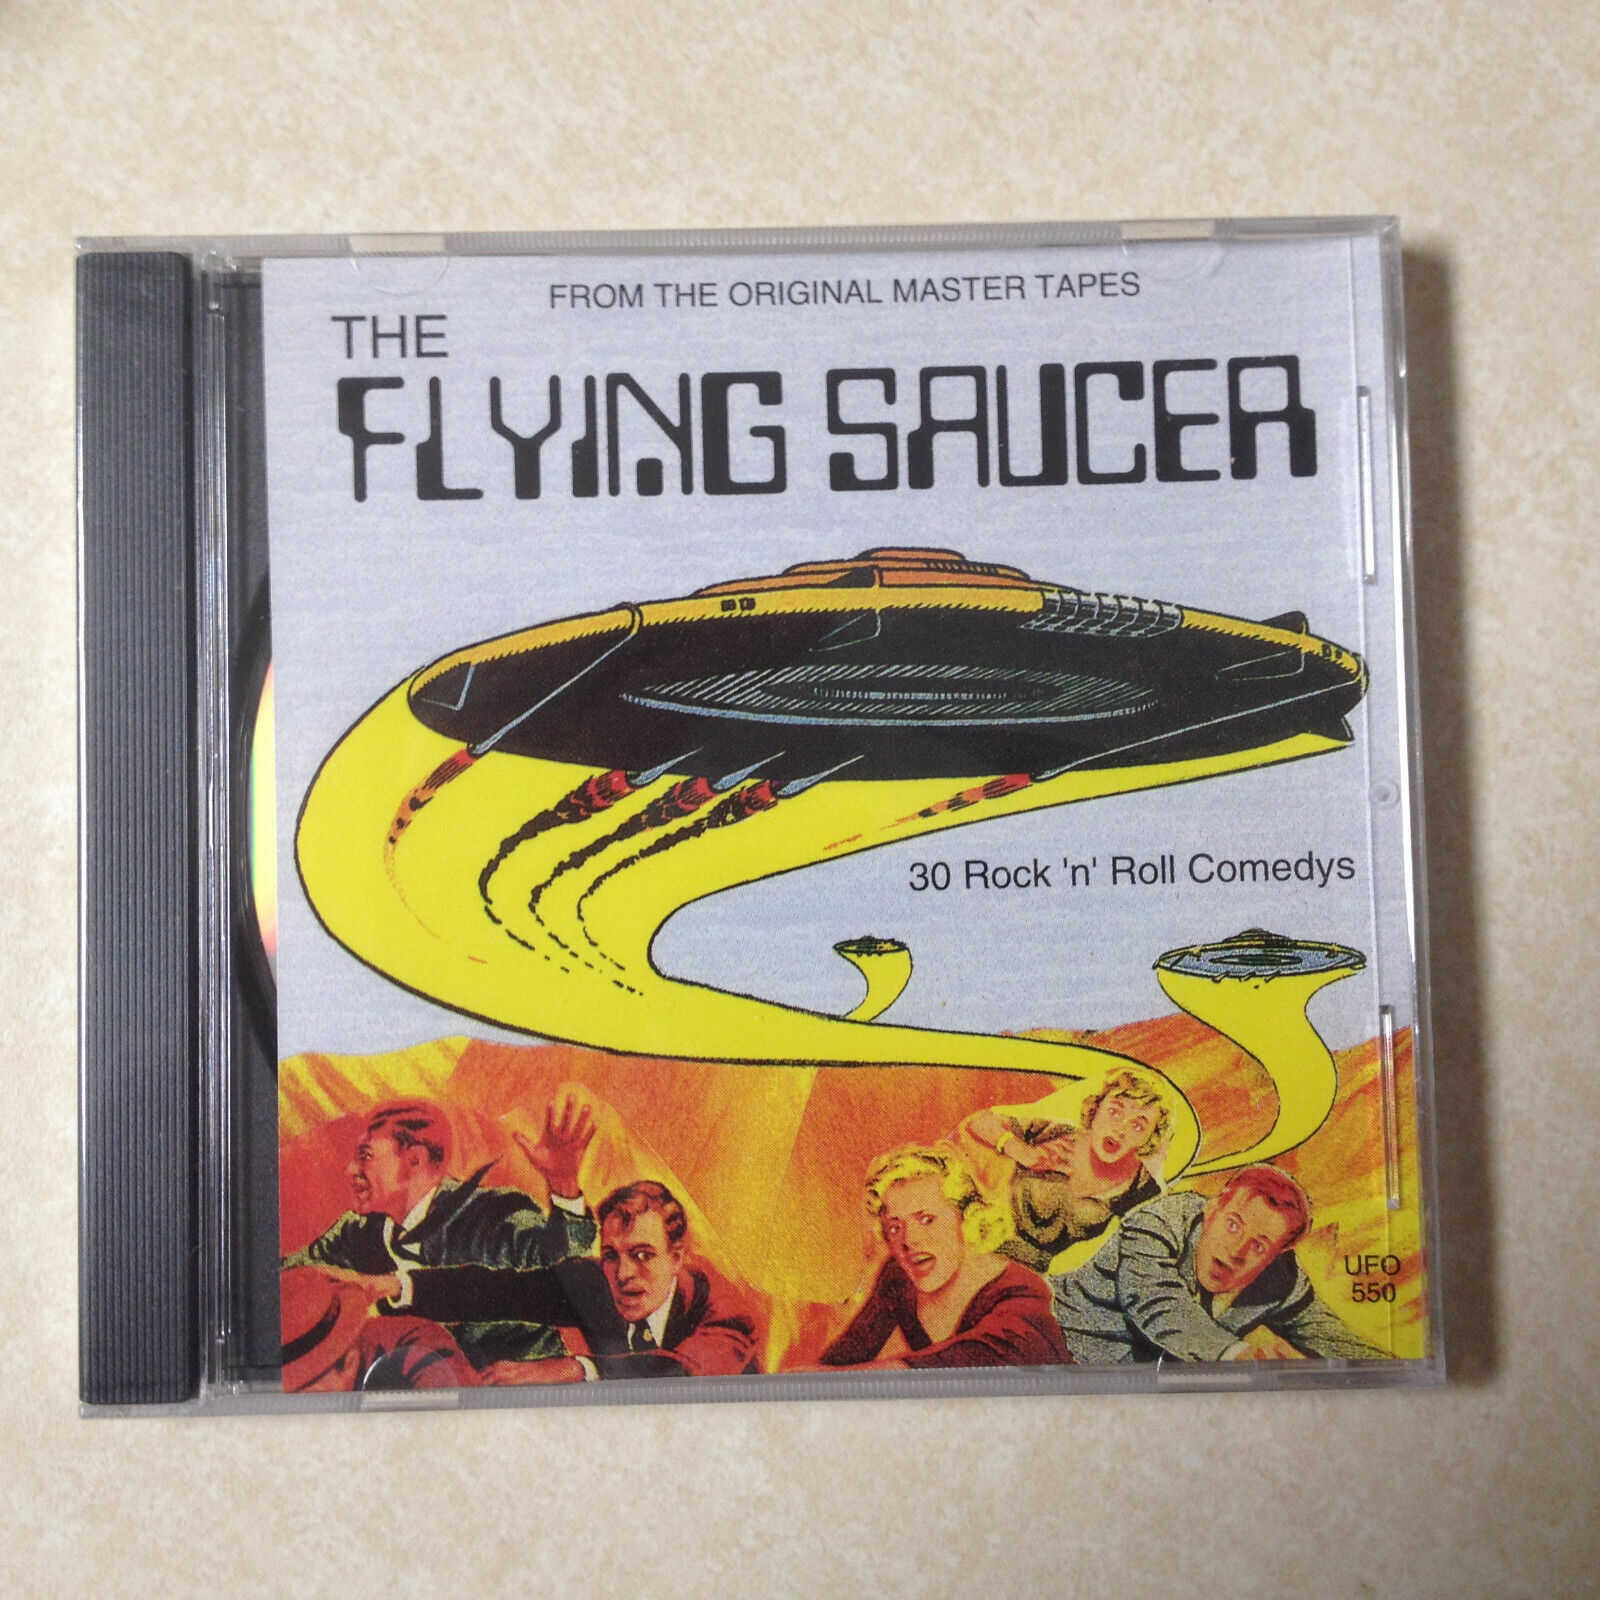 FROM THE ORIGINAL MASTER TAPES
THE
FLYING SAUCER
30 Rock 'n' Roll Comedys
UFO
550